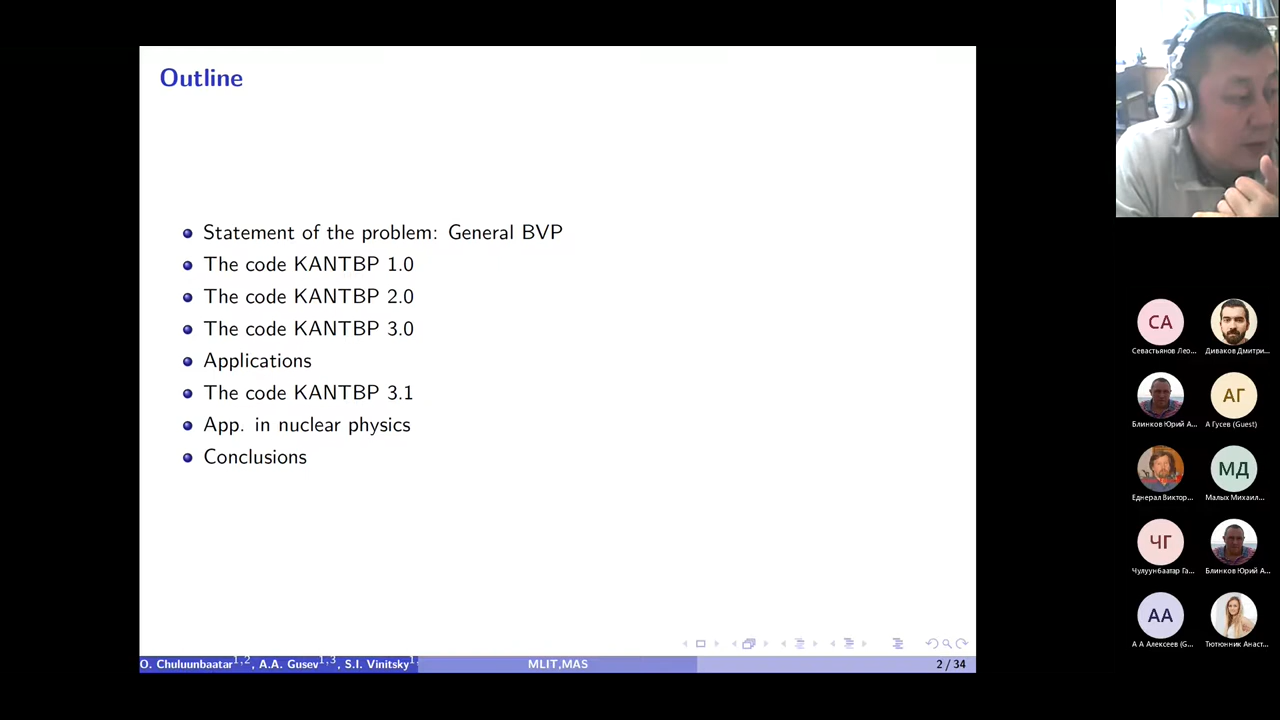 Outline
Statement of the problem: General BVP
The code KANTBP 1.0
The code KANTBP 2.0
The code KANTBP 3.0
Applications
The code KANTBP 3.1
App. in nuclear physics
Conclusions
O. Chuluunbaatar1,2, A.A. Gusev1,3, S.I. Vinitsky1,
MLIT,MAS
2 / 34
СА
Севастьянов Лео...
Диваков Дмитри...
Блинков Юрий А...
АГ
А Гусев (Guest)
Еднерал Виктор...
МД
Малых Михаил...
ЧГ
Чулуунбаатар Га...
Блинков Юрий А...
АА
А А Алексеев (G...
Тютюнник Анаст...